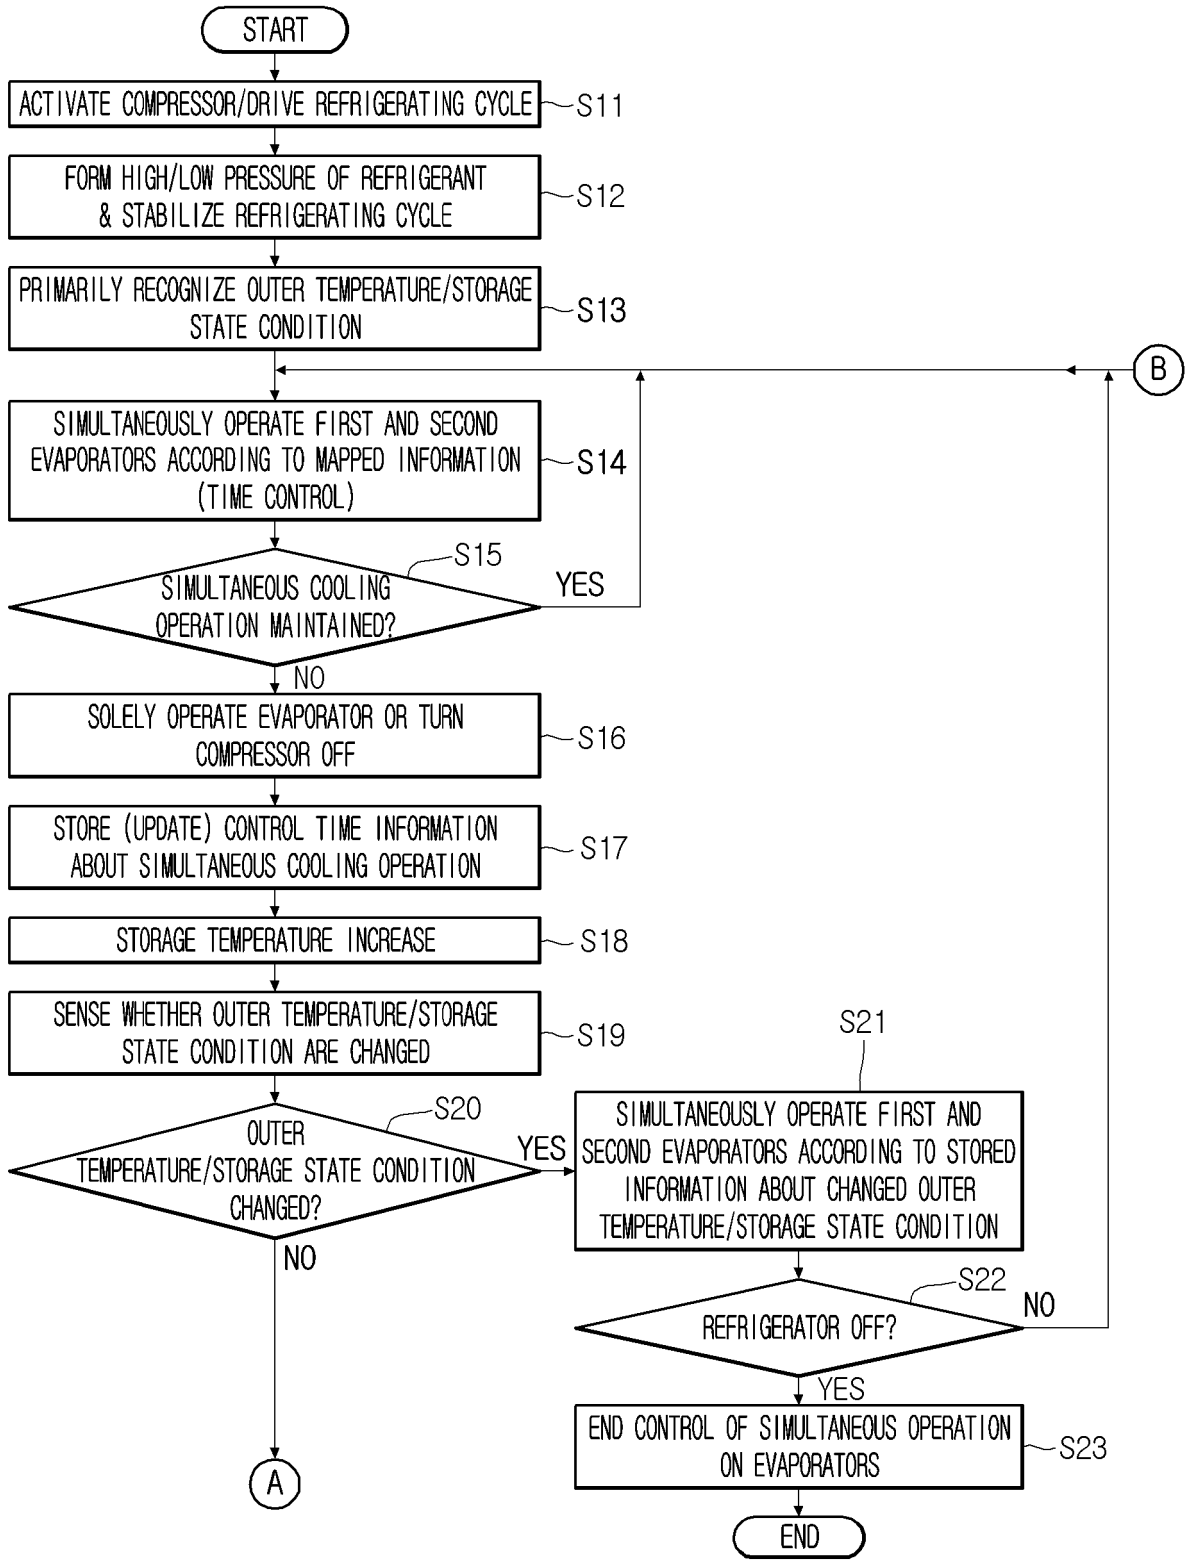 START
ACTIVATE COMPRESSOR/DRIVE REFRIGERATING CYCLE
S11
FORM HIGH/LOW PRESSURE OF REFRIGERANT
& STABILIZE REFRIGERATING CYCLE
S12
PRIMARILY RECOGNIZE OUTER TEMPERATURE/STORAGE
STATE CONDITION
S13
B
SIMULTANEOUSLY OPERATE FIRST AND SECOND
EVAPORATORS ACCORDING TO MAPPED INFORMATION
(TIME CONTROL)
S14
S15
SIMULTANEOUS COOLING
OPERATION MAINTAINED?
YES
NO
SOLELY OPERATE EVAPORATOR OR TURN
COMPRESSOR OFF
S16
STORE (UPDATE) CONTROL TIME INFORMATION
ABOUT SIMULTANEOUS COOLING OPERATION
S17
STORAGE TEMPERATURE INCREASE
S18
SENSE WHETHER OUTER TEMPERATURE/STORAGE
STATE CONDITION ARE CHANGED
S19
S20
OUTER
TEMPERATURE/STORAGE STATE CONDITION
CHANGED?
YES
NO
A
S21
SIMULTANEOUSLY OPERATE FIRST AND
SECOND EVAPORATORS ACCORDING TO STORED
INFORMATION ABOUT CHANGED OUTER
TEMPERATURE/STORAGE STATE CONDITION
S22
REFRIGERATOR OFF?
NO
YES
END CONTROL OF SIMULTANEOUS OPERATION
ON EVAPORATORS
S23
END